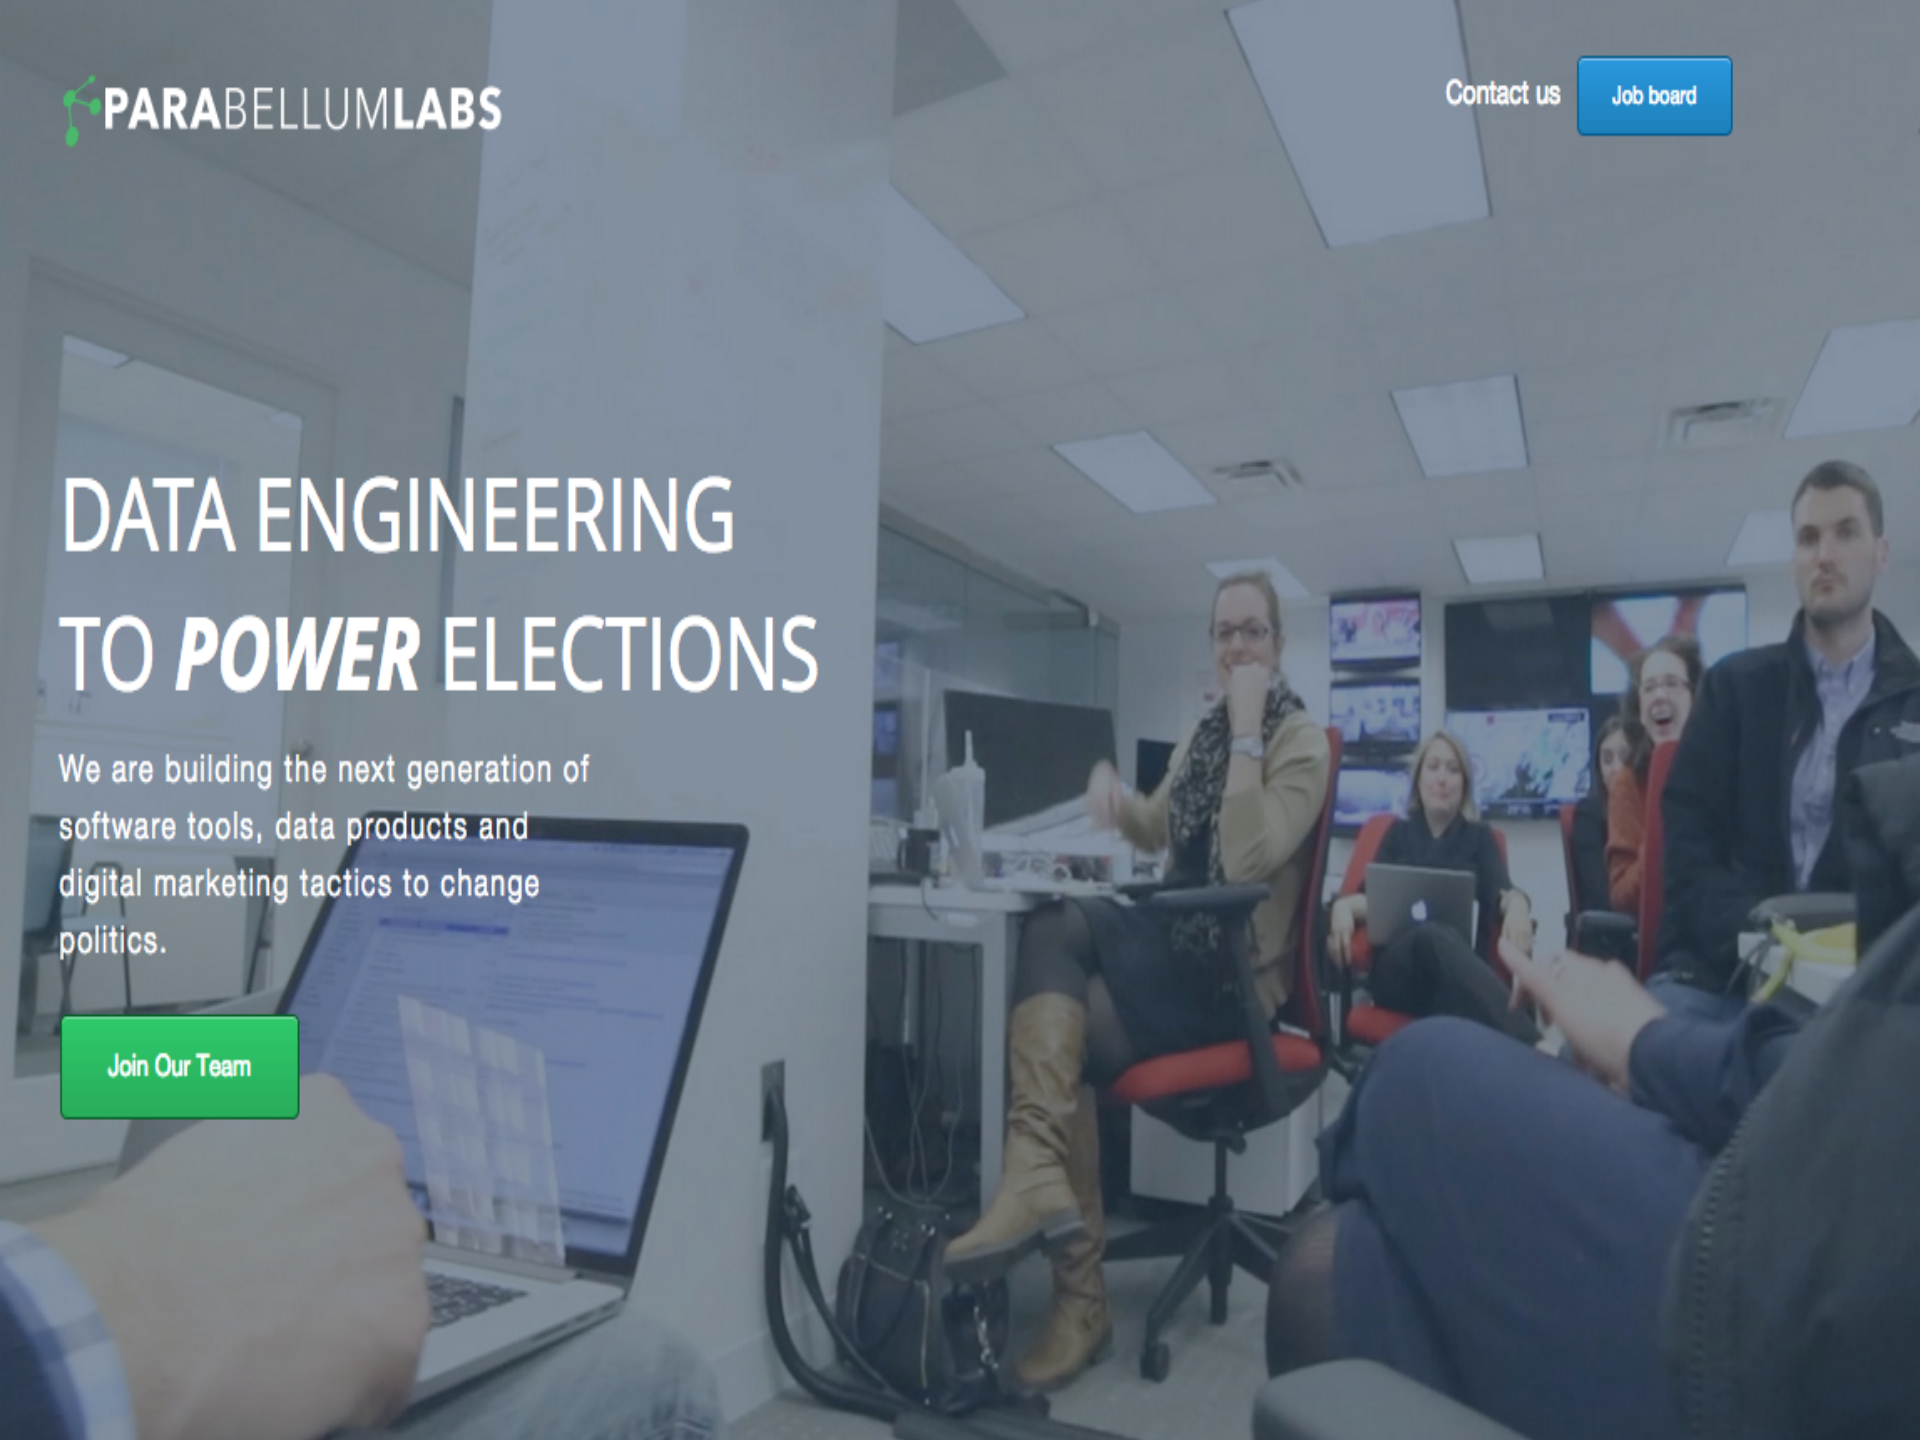 PARABELLUMLABS
Contact us
Job board
DATA ENGINEERING
TO POWER ELECTIONS
We are building the next generation of
software tools, data products and
digital marketing tactics to change
politics.
Join Our Team